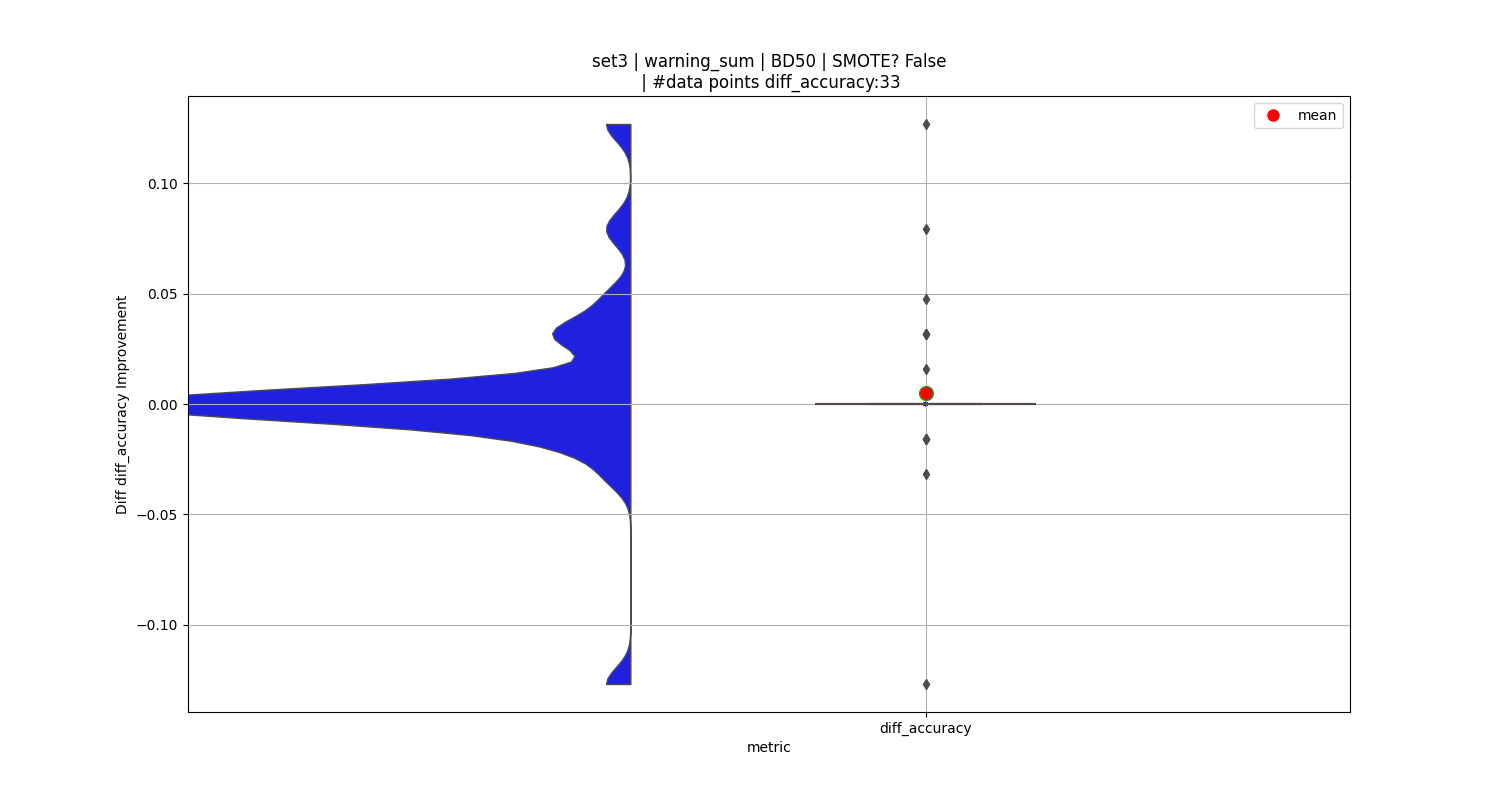 set3 | warning_sum | BD50 | SMOTE? False
| #data points diff_accuracy:33
mean
0.10
0.05
0.00
−0.05
−0.10
Diff diff_accuracy Improvement
diff_accuracy
metric